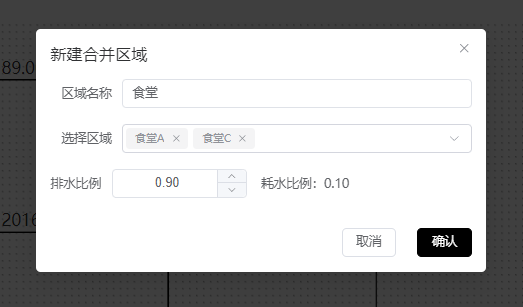 新建合并区域
89.0
区域名称 食堂
选择区域 食堂A 食堂C
排水比例 0.90 耗水比例：0.10
2016
取消 确认